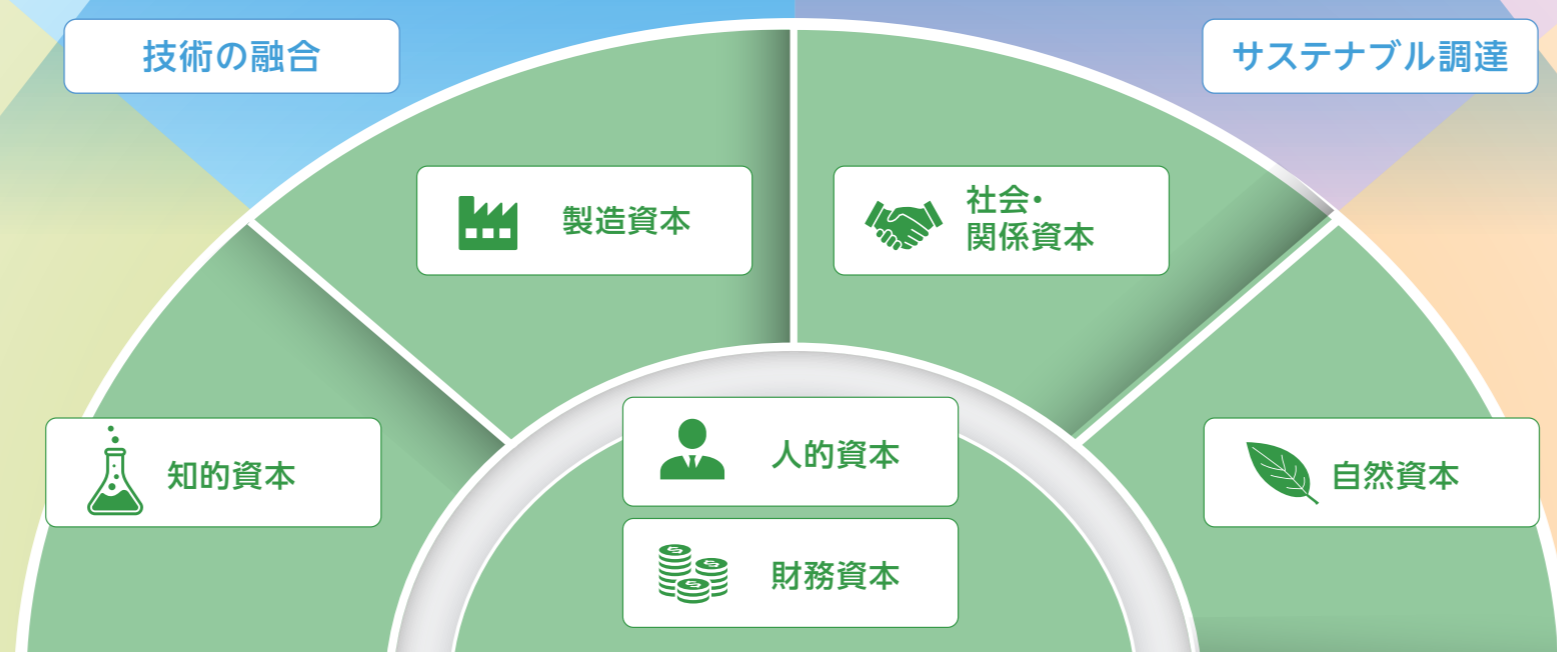 技術の融合
サステナブル調達
製造資本
社会・
関係資本
知的資本
人的資本
自然資本
財務資本